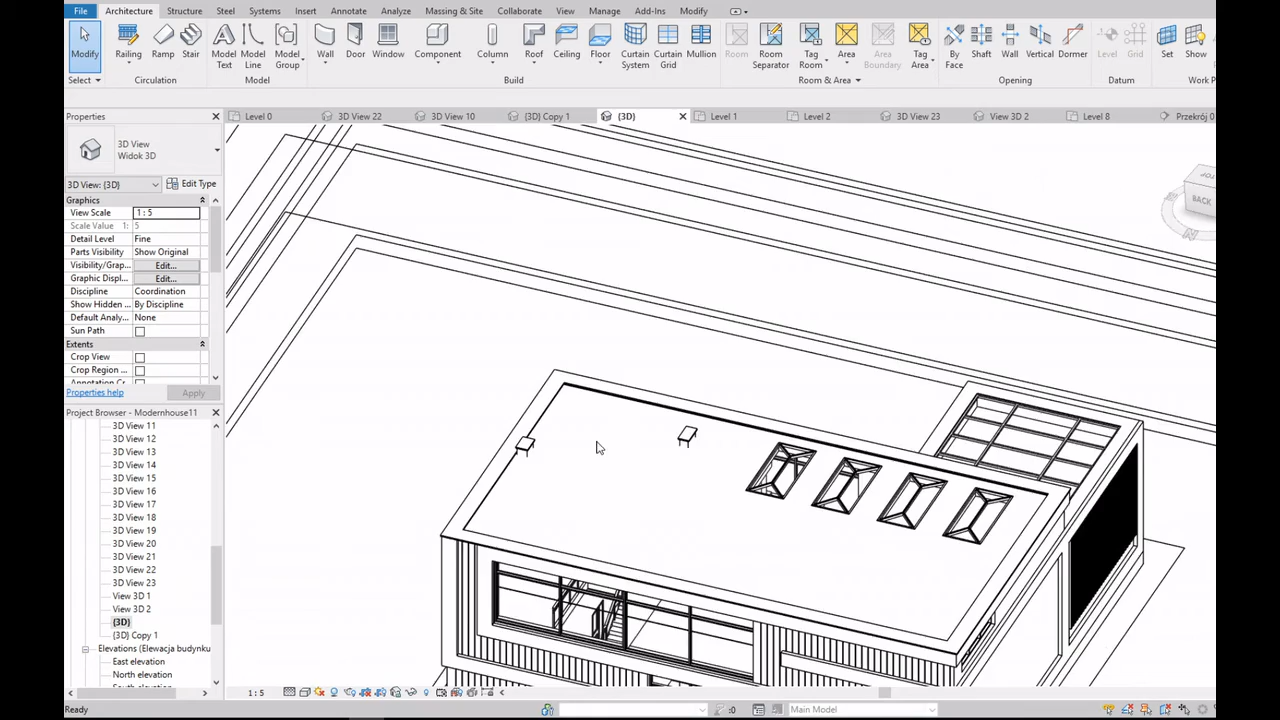 File Architecture Structure Steel Systems Insert Annotate Analyze Massing & Site Collaborate View Manage Add-Ins Modify
Modify Railing Ramp Stair Model Text Model Line Model Group Wall Door Window Component Column Roof Ceiling Floor Curtain System Curtain Grid Mullion Room Room Separator Tag Room Area Area Boundary Tag Area By Face Shaft Wall Vertical Dormer Level Grid Set Show
Select Circulation Model Build Room & Area Opening Datum Work P
Properties
Level 0 3D View 22 3D View 10 {3D} Copy 1 {3D} Level 1 Level 2 3D View 23 View 3D 2 Level 8 Przekrój 0
3D View
Widok 3D
3D View: {3D} Edit Type
Graphics
View Scale 1 : 5
Scale Value 1: 5
Detail Level Fine
Parts Visibility Show Original
Visibility/Grap... Edit...
Graphic Displ... Edit...
Discipline Coordination
Show Hidden ... By Discipline
Default Analy... None
Sun Path
Extents
Crop View
Crop Region ...
Annotation Cr
Properties help Apply
Project Browser - Modernhouse11
3D View 11
3D View 12
3D View 13
3D View 14
3D View 15
3D View 16
3D View 17
3D View 18
3D View 19
3D View 20
3D View 21
3D View 22
3D View 23
View 3D 1
View 3D 2
{3D}
{3D} Copy 1
Elevations (Elewacja budynku
East elevation
North elevation
South elevation
BACK
1 : 5
Ready :0 Main Model